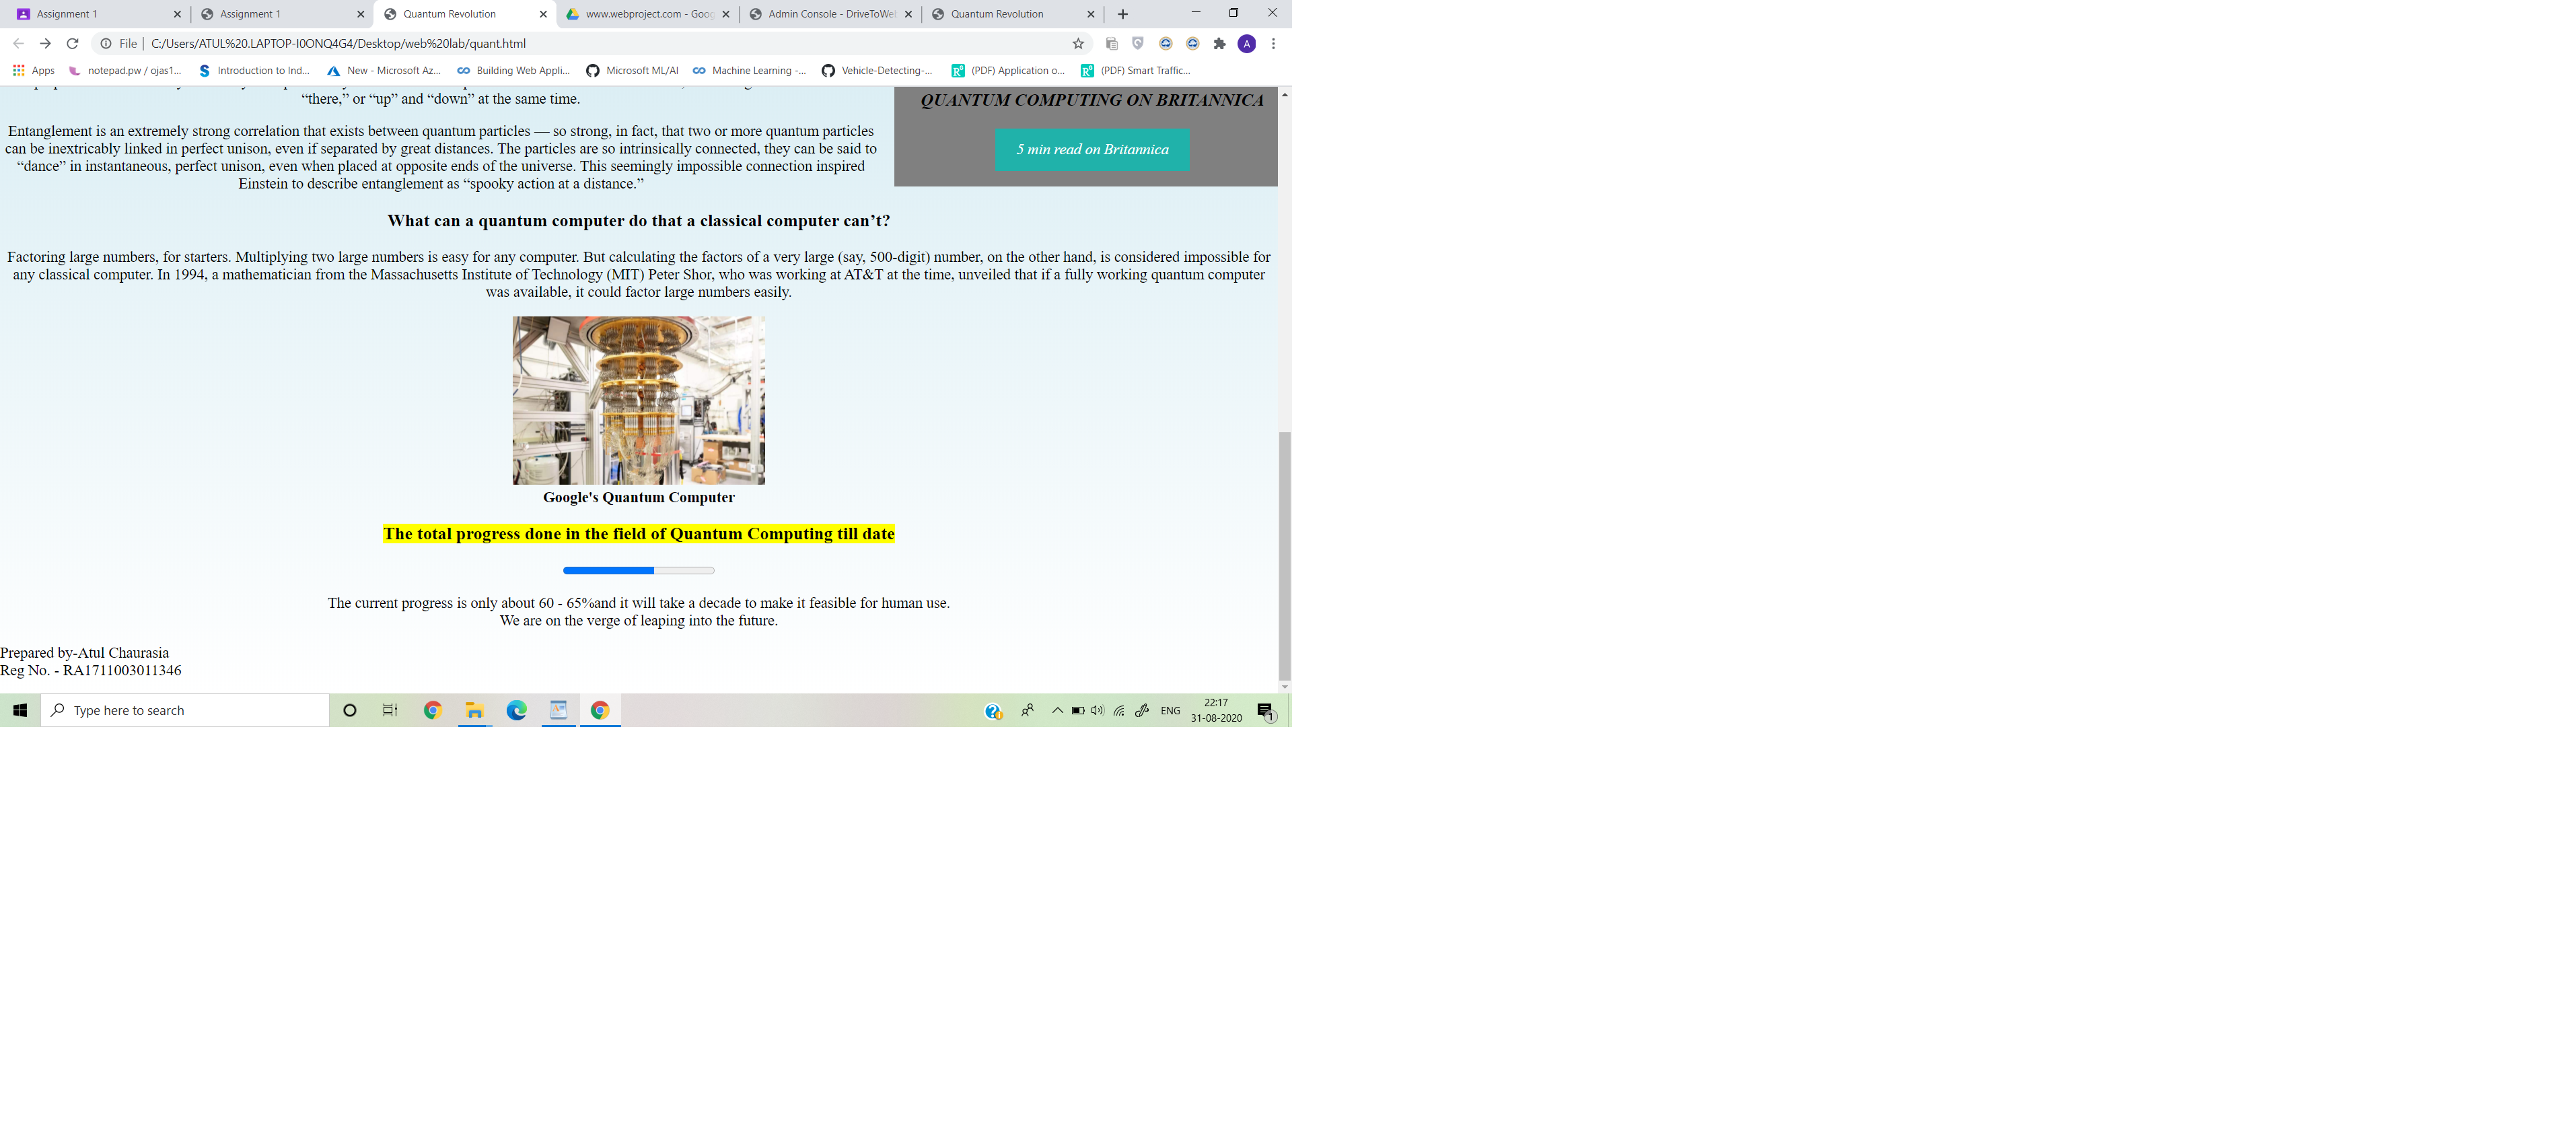 Assignment 1
Assignment 1
Quantum Revolution
www.webproject.com - Goog
Admin Console - DriveToWe
Quantum Revolution
File | C:/Users/ATUL%20.LAPTOP-I0ONQ4G4/Desktop/web%20lab/quant.html
A
Apps
notepad.pw / ojas1...
Introduction to Ind...
New - Microsoft Az...
Building Web Appli...
Microsoft ML/AI
Machine Learning -...
Vehicle-Detecting-...
(PDF) Application o...
(PDF) Smart Traffic...
“there,” or “up” and “down” at the same time.
Entanglement is an extremely strong correlation that exists between quantum particles — so strong, in fact, that two or more quantum particles
can be inextricably linked in perfect unison, even if separated by great distances. The particles are so intrinsically connected, they can be said to
“dance” in instantaneous, perfect unison, even when placed at opposite ends of the universe. This seemingly impossible connection inspired
Einstein to describe entanglement as “spooky action at a distance.”
QUANTUM COMPUTING ON BRITANNICA
5 min read on Britannica
What can a quantum computer do that a classical computer can’t?
Factoring large numbers, for starters. Multiplying two large numbers is easy for any computer. But calculating the factors of a very large (say, 500-digit) number, on the other hand, is considered impossible for
any classical computer. In 1994, a mathematician from the Massachusetts Institute of Technology (MIT) Peter Shor, who was working at AT&T at the time, unveiled that if a fully working quantum computer
was available, it could factor large numbers easily.
Google's Quantum Computer
The total progress done in the field of Quantum Computing till date
The current progress is only about 60 - 65%and it will take a decade to make it feasible for human use.
We are on the verge of leaping into the future.
Prepared by-Atul Chaurasia
Reg No. - RA1711003011346
Type here to search
ENG
22:17
31-08-2020
1